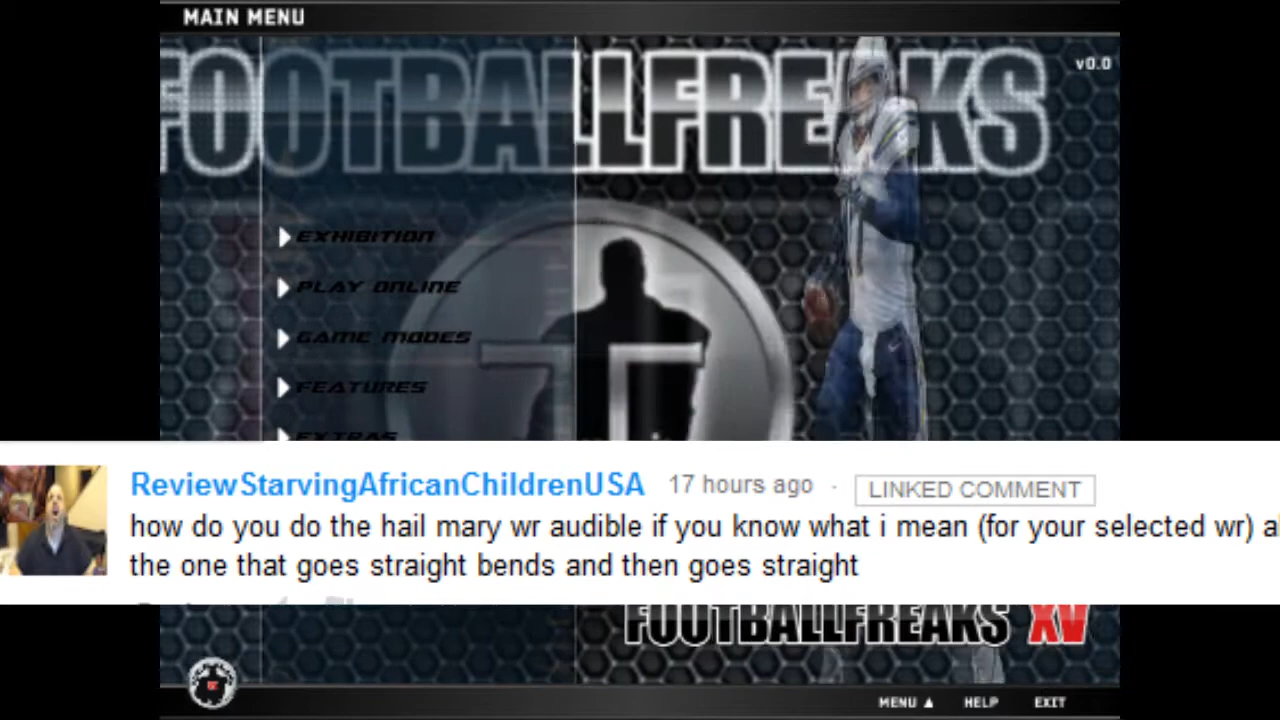 MAIN MENU
FOOTBALLFREAKS
v0.0
EXHIBITION
PLAY ONLINE
GAME MODES
FEATURES
EXTRAS
ReviewStarvingAfricanChildrenUSA 17 hours ago · LINKED COMMENT
how do you do the hail mary wr audible if you know what i mean (for your selected wr)
the one that goes straight bends and then goes straight
FOOTBALLFREAKS XV
MENU ▲ HELP EXIT